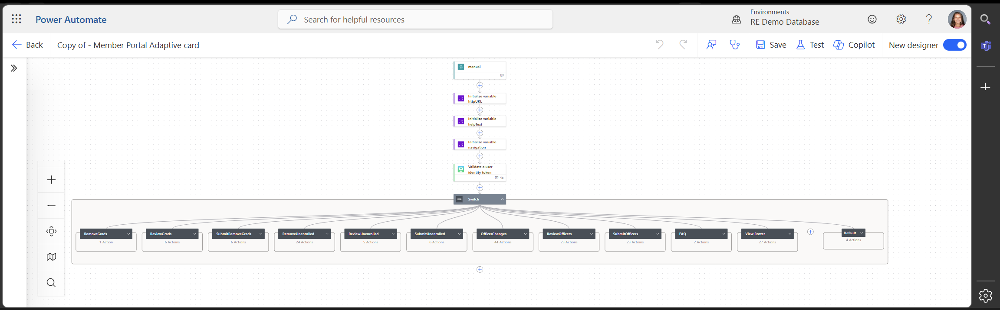 Power Automate
Search for helpful resources
Environments
RE Demo Database
Back
Copy of - Member Portal Adaptive card
Save
Test
Copilot
New designer
manual
Initialize variable
httpURL
Initialize variable
helpText
Initialize variable
navigation
Validate a user
identity token
Switch
RemoveGrads
1 Action
ReviewGrads
6 Actions
SubmitRemoveGrads
6 Actions
RemoveUnenrolled
24 Actions
ReviewUnenrolled
5 Actions
SubmitUnenrolled
6 Actions
OfficerChanges
44 Actions
ReviewOfficers
23 Actions
SubmitOfficers
23 Actions
FAQ
2 Actions
View Roster
27 Actions
Default
4 Actions